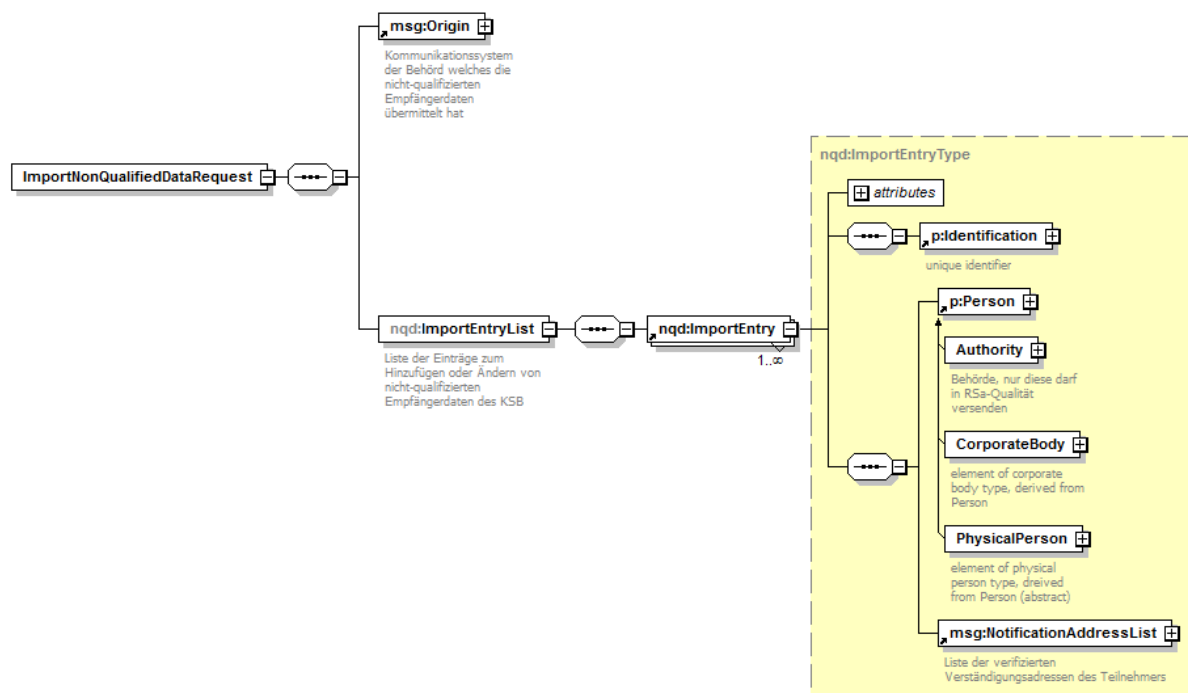 msg:Origin
Kommunikationssystem
der Behörd welches die
nicht-qualifizierten
Empfängerdaten
übermittelt hat
ImportNonQualifiedDataRequest
nqd:ImportEntryList
Liste der Einträge zum
Hinzufügen oder Ändern von
nicht-qualifizierten
Empfängerdaten des KSB
nqd:ImportEntry
1..∞
nqd:ImportEntryType
attributes
p:Identification
unique identifier
p:Person
Authority
Behörde, nur diese darf
in RSa-Qualität
versenden
CorporateBody
element of corporate
body type, derived from
Person
PhysicalPerson
element of physical
person type, dreived
from Person (abstract)
msg:NotificationAddressList
Liste der verifizierten
Verständigungsadressen des Teilnehmers